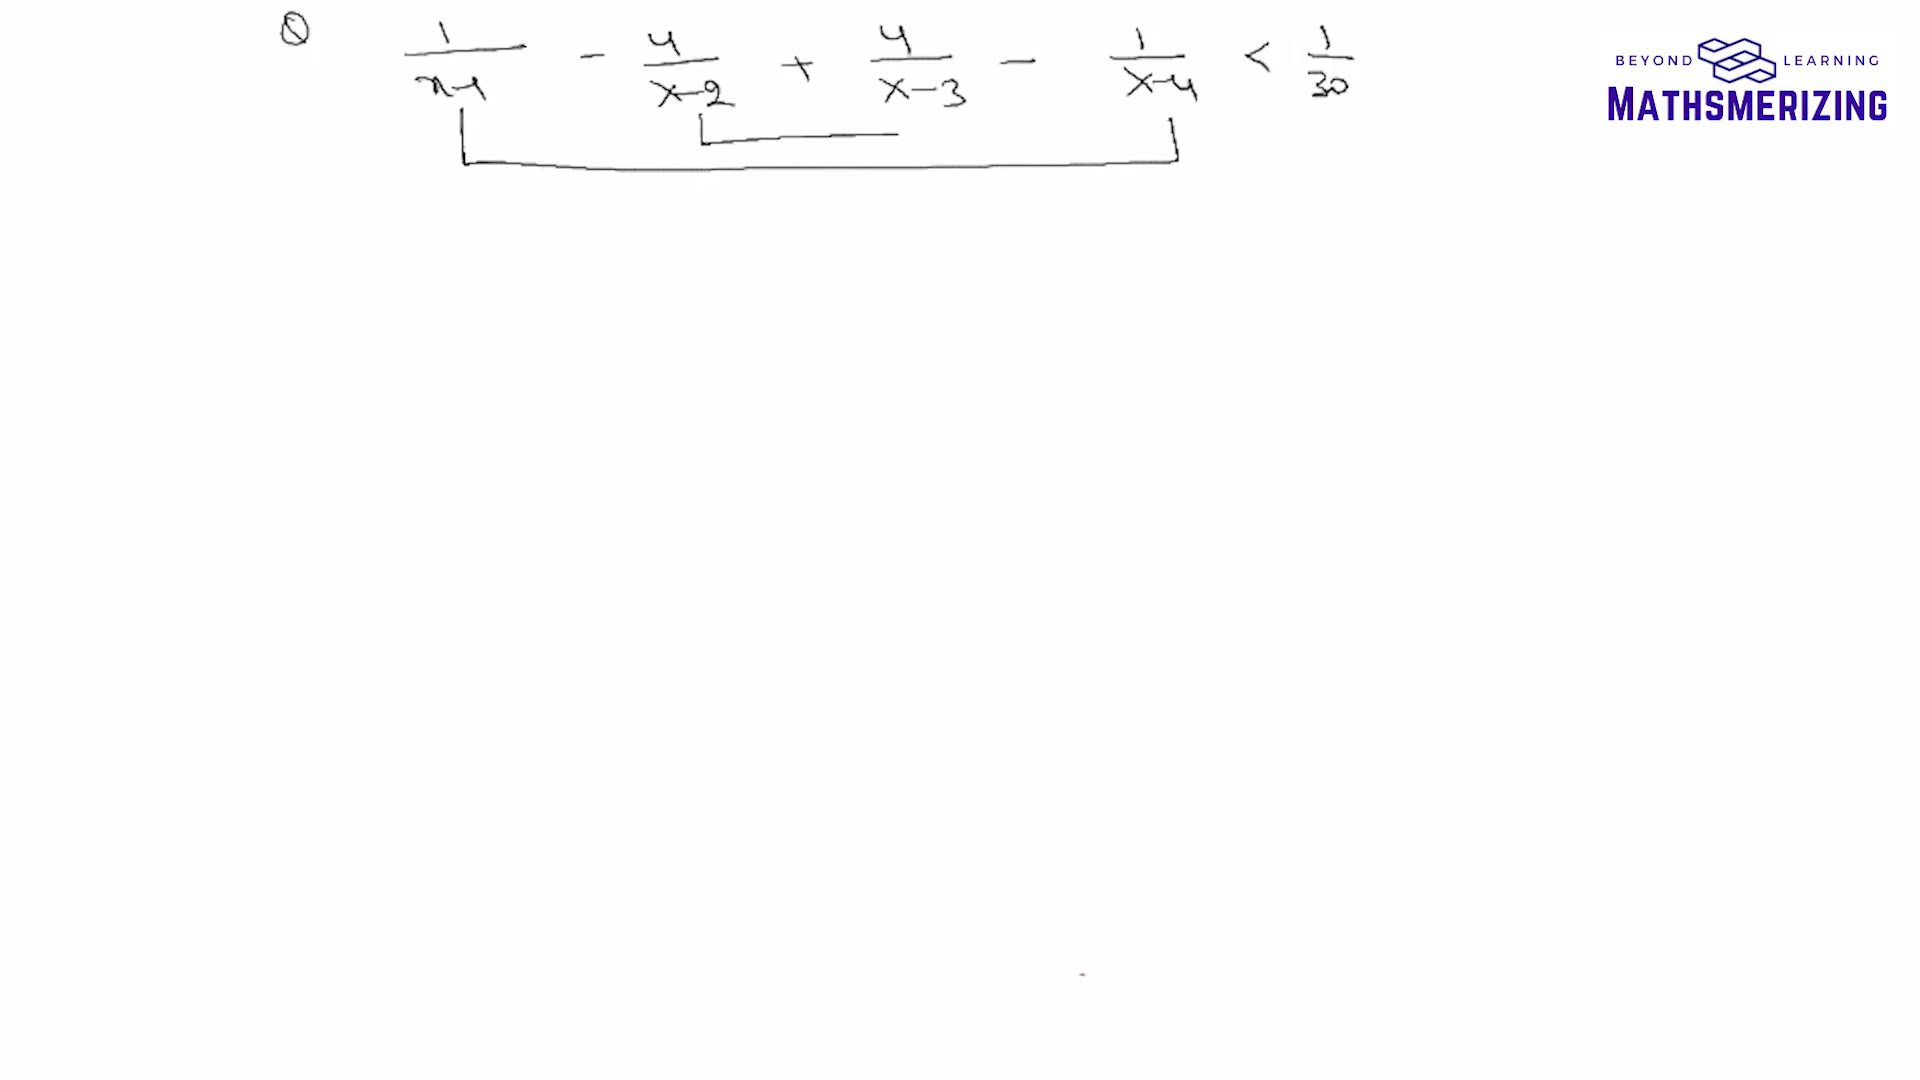 Q 1/(x-1) - 4/(x-2) + 4/(x-3) - 1/(x-4) < 1/30
BEYOND LEARNING
MATHSMERIZING